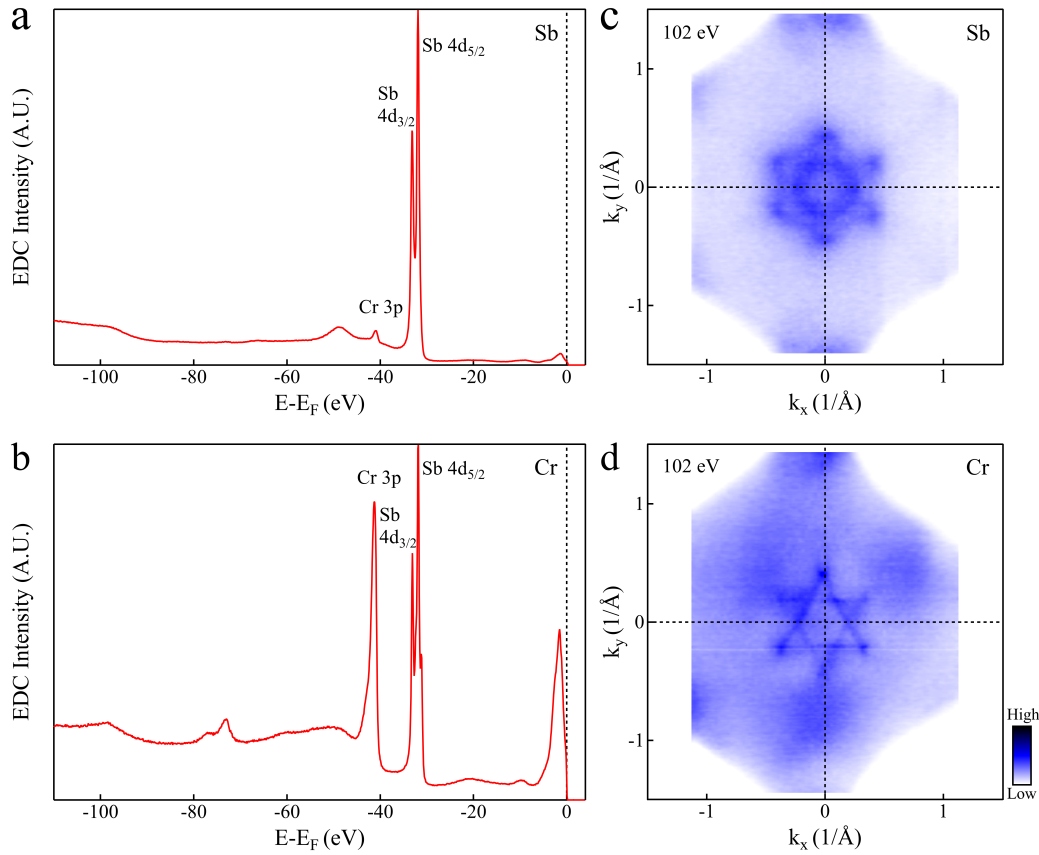 a
Sb
Sb 4d5/2
Sb
4d3/2
Cr 3p
EDC Intensity (A.U.)
-100
-80
-60
-40
-20
0
E-EF (eV)
c
102 eV
Sb
1
0
-1
ky (1/Å)
-1
0
1
kx (1/Å)
b
Cr
Sb 4d5/2
Cr 3p
Sb
4d3/2
EDC Intensity (A.U.)
-100
-80
-60
-40
-20
0
E-EF (eV)
d
102 eV
Cr
1
0
-1
ky (1/Å)
-1
0
1
kx (1/Å)
High
Low